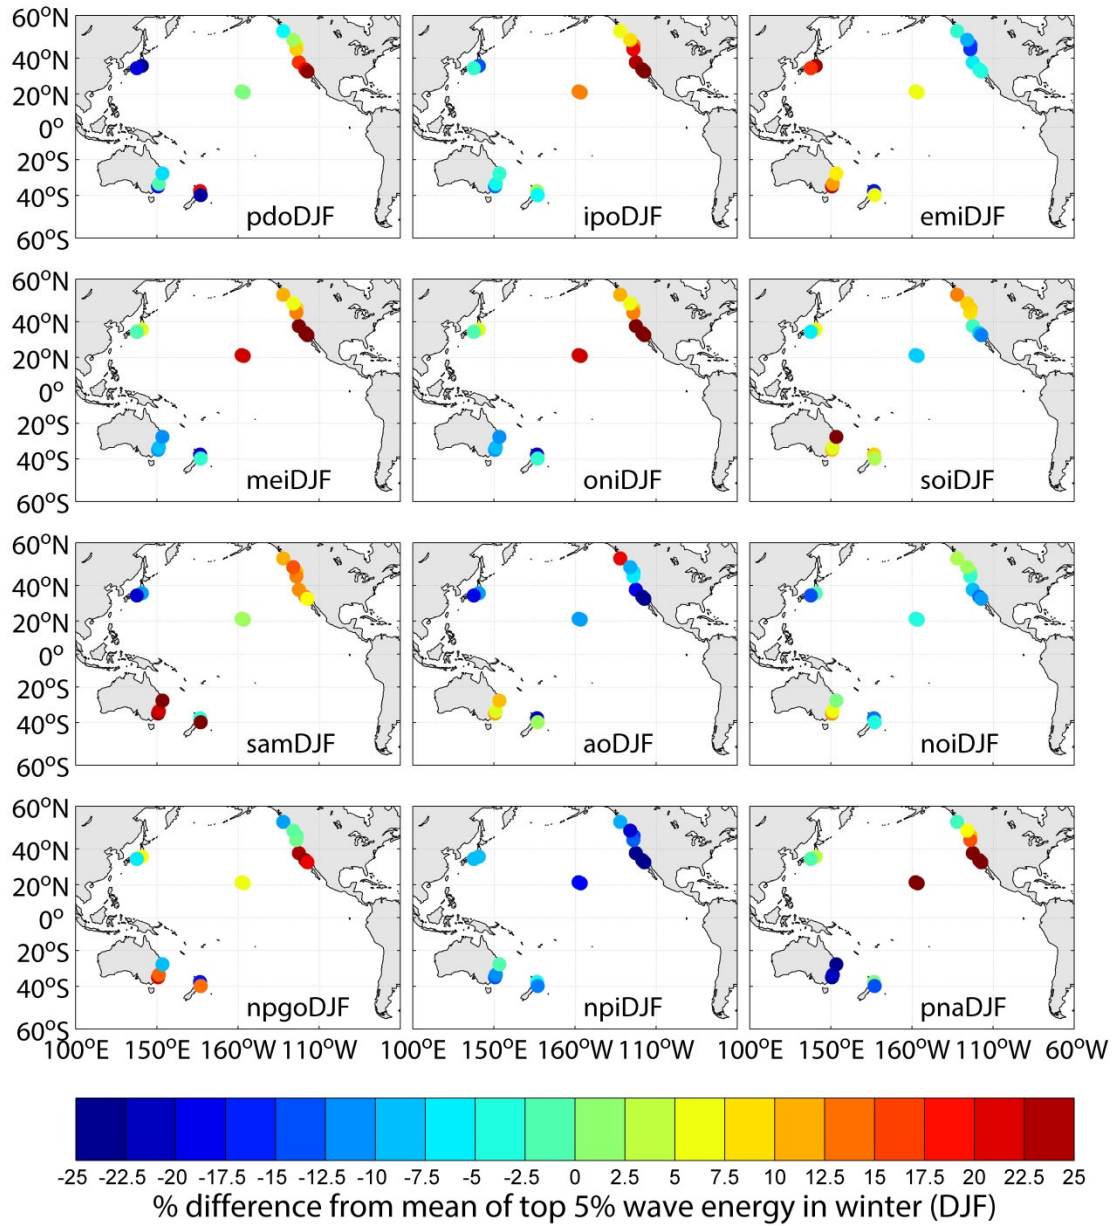 60°N
40°N
20°N
0°
20°S
40°S
60°S
pdoDJF
ipoDJF
emiDJF
60°N
40°N
20°N
0°
20°S
40°S
60°S
meiDJF
oniDJF
soiDJF
60°N
40°N
20°N
0°
20°S
40°S
60°S
samDJF
aoDJF
noiDJF
60°N
40°N
20°N
0°
20°S
40°S
60°S
npgoDJF
npiDJF
pnaDJF
100°E 150°E 160°W 110°W 100°E 150°E 160°W 110°W 100°E 150°E 160°W 110°W 60°W
-25 -22.5 -20 -17.5 -15 -12.5 -10 -7.5 -5 -2.5 0 2.5 5 7.5 10 12.5 15 17.5 20 22.5 25
% difference from mean of top 5% wave energy in winter (DJF)